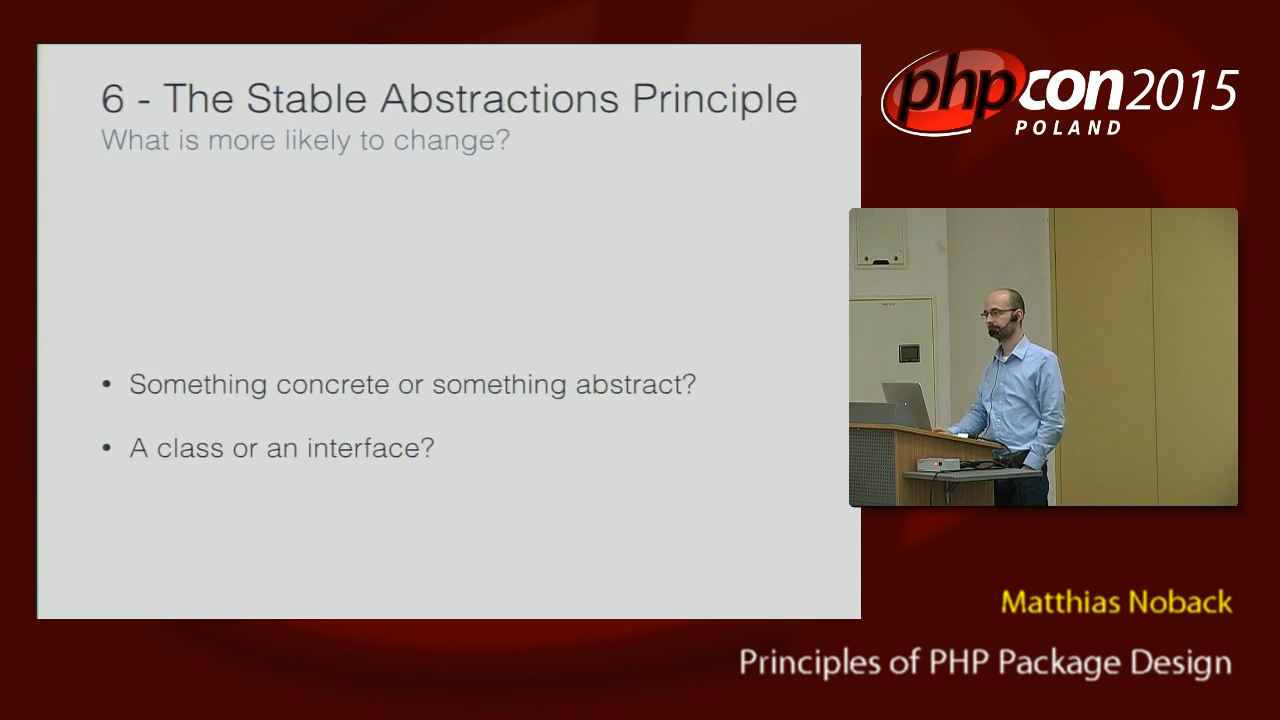 6 - The Stable Abstractions Principle
What is more likely to change?
• Something concrete or something abstract?
• A class or an interface?
phpcon2015
POLAND
Matthias Noback
Principles of PHP Package Design